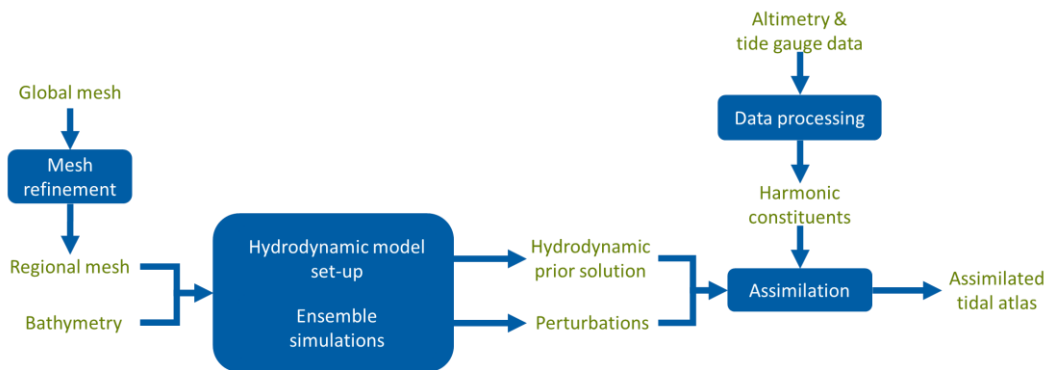 Altimetry &
tide gauge data
Global mesh
Data processing
Mesh
refinement
Harmonic
constituents
Hydrodynamic model
set-up
Hydrodynamic
prior solution
Regional mesh
Assimilation
Assimilated
tidal atlas
Bathymetry
Ensemble
simulations
Perturbations